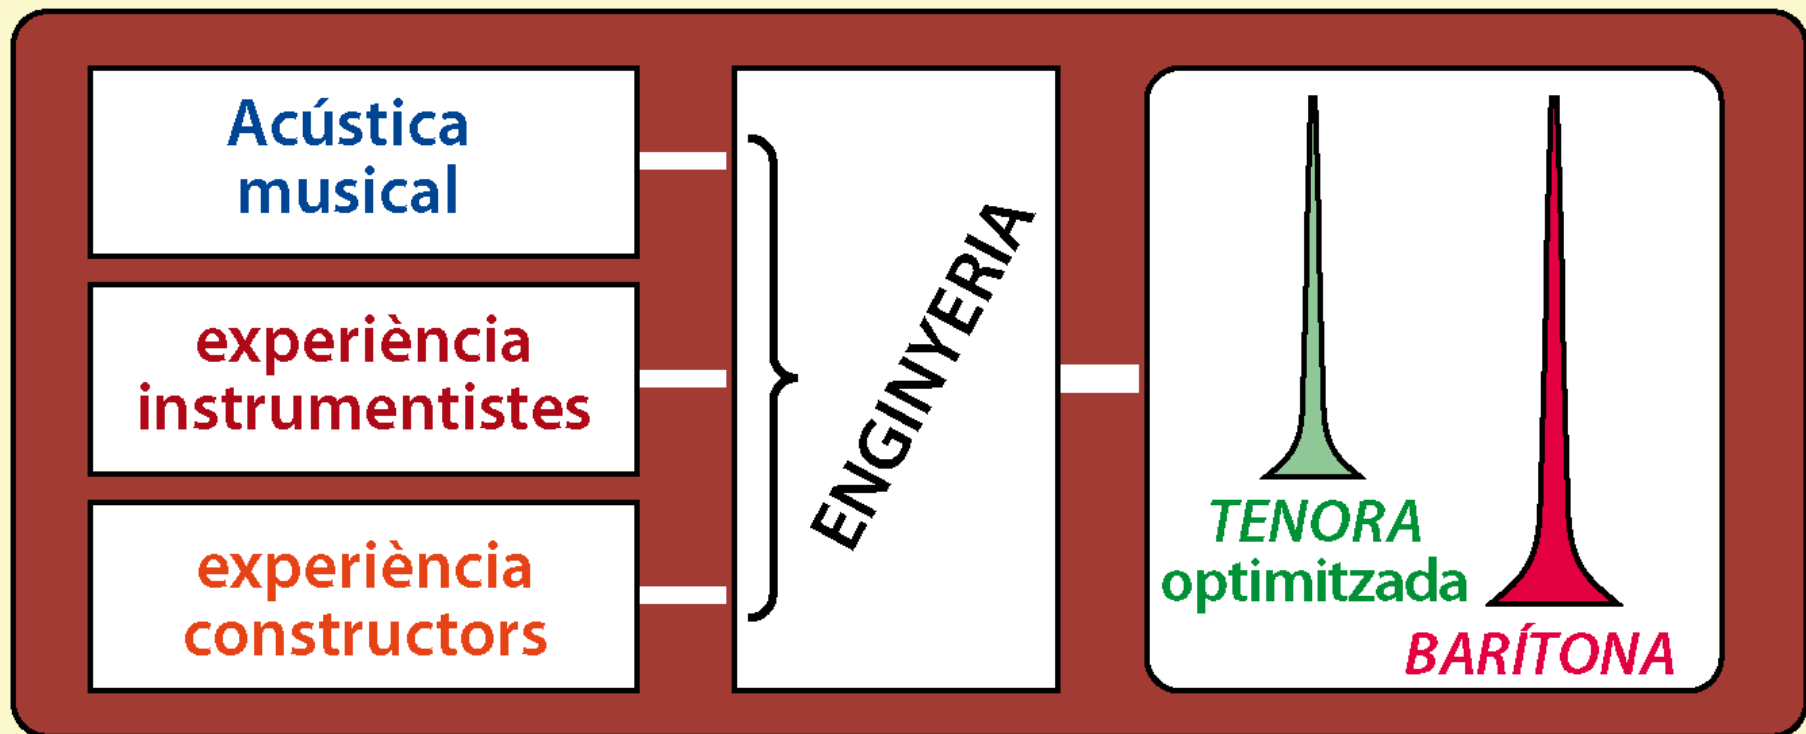 Acústica
musical
experiència
instrumentistes
experiència
constructors
ENGINYERIA
TENORA
optimitzada
BARÍTONA